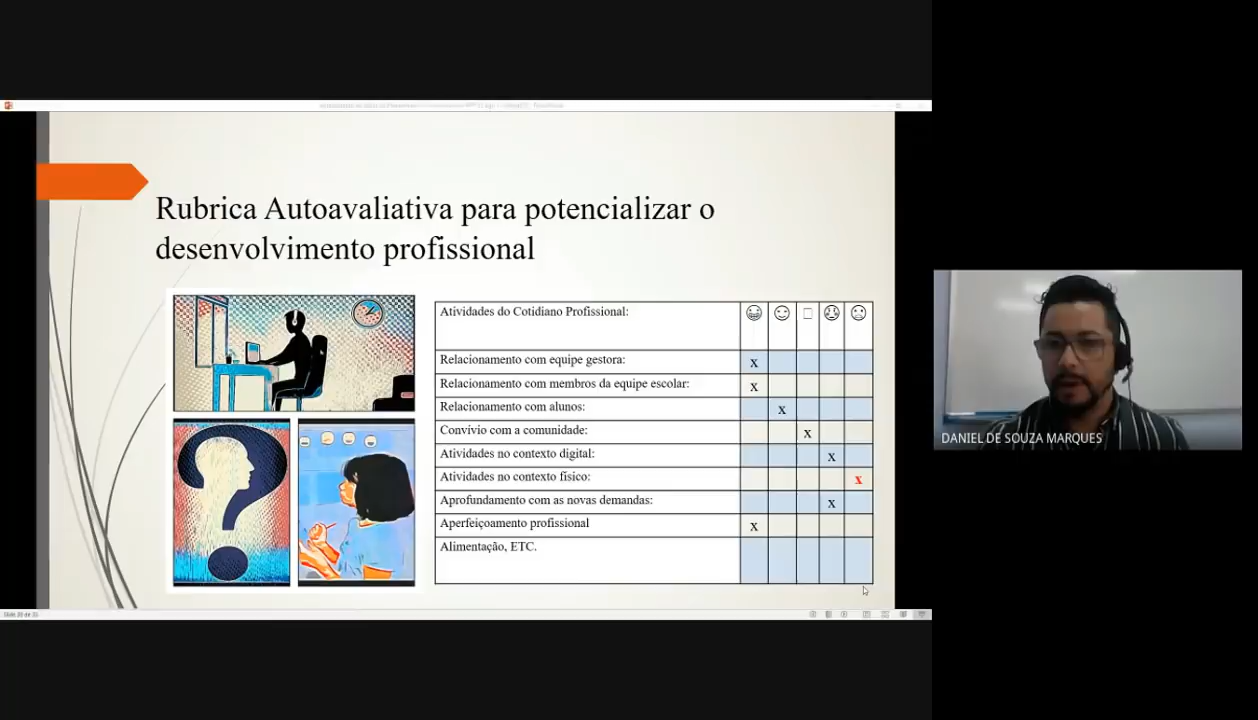 Rubrica Autoavaliativa para potencializar o
desenvolvimento profissional
Atividades do Cotidiano Profissional:
Relacionamento com equipe gestora: x
Relacionamento com membros da equipe escolar: x
Relacionamento com alunos: x
Convívio com a comunidade: x
Atividades no contexto digital: x
Atividades no contexto físico: x
Aprofundamento com as novas demandas: x
Aperfeiçoamento profissional x
Alimentação, ETC.
DANIEL DE SOUZA MARQUES